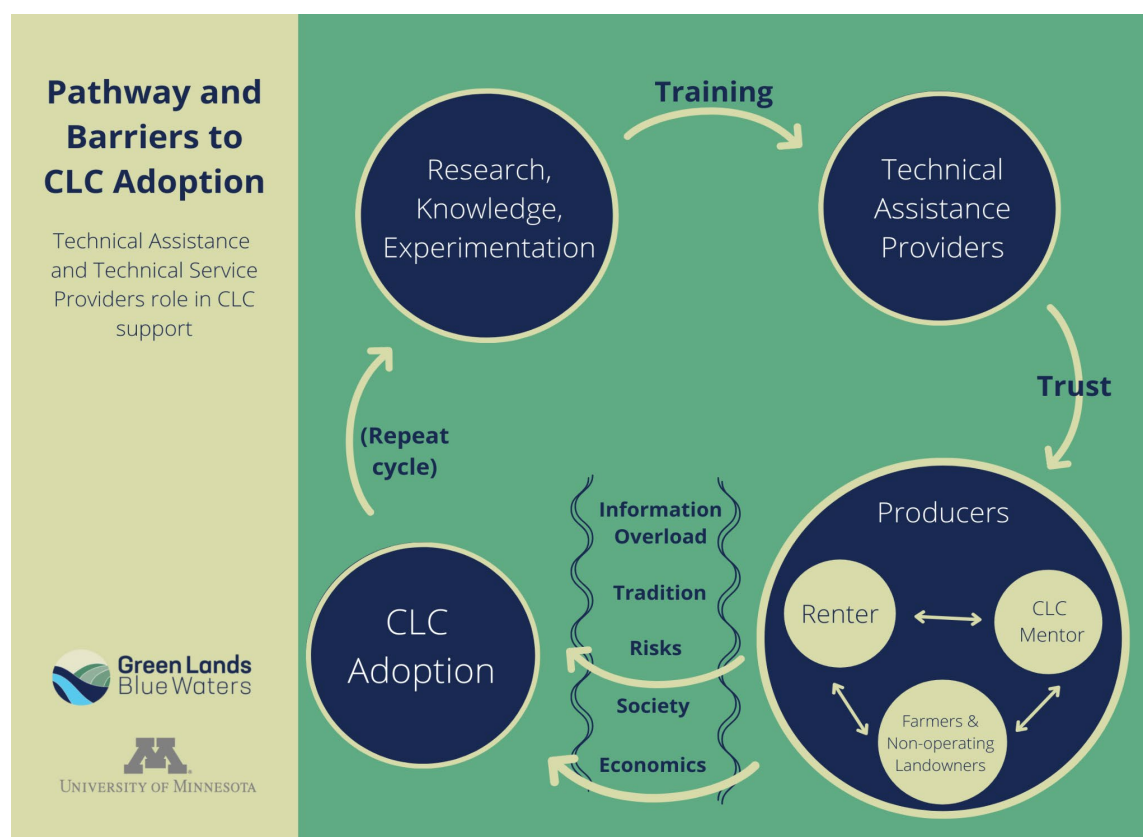 Pathway and
Barriers to
CLC Adoption
Technical Assistance
and Technical Service
Providers role in CLC
support
Green Lands
Blue Waters
M
UNIVERSITY OF MINNESOTA
Research,
Knowledge,
Experimentation
Training
Technical
Assistance
Providers
Trust
Producers
Renter
CLC
Mentor
Farmers &
Non-operating
Landowners
Information
Overload
Tradition
Risks
Society
Economics
CLC
Adoption
(Repeat
cycle)